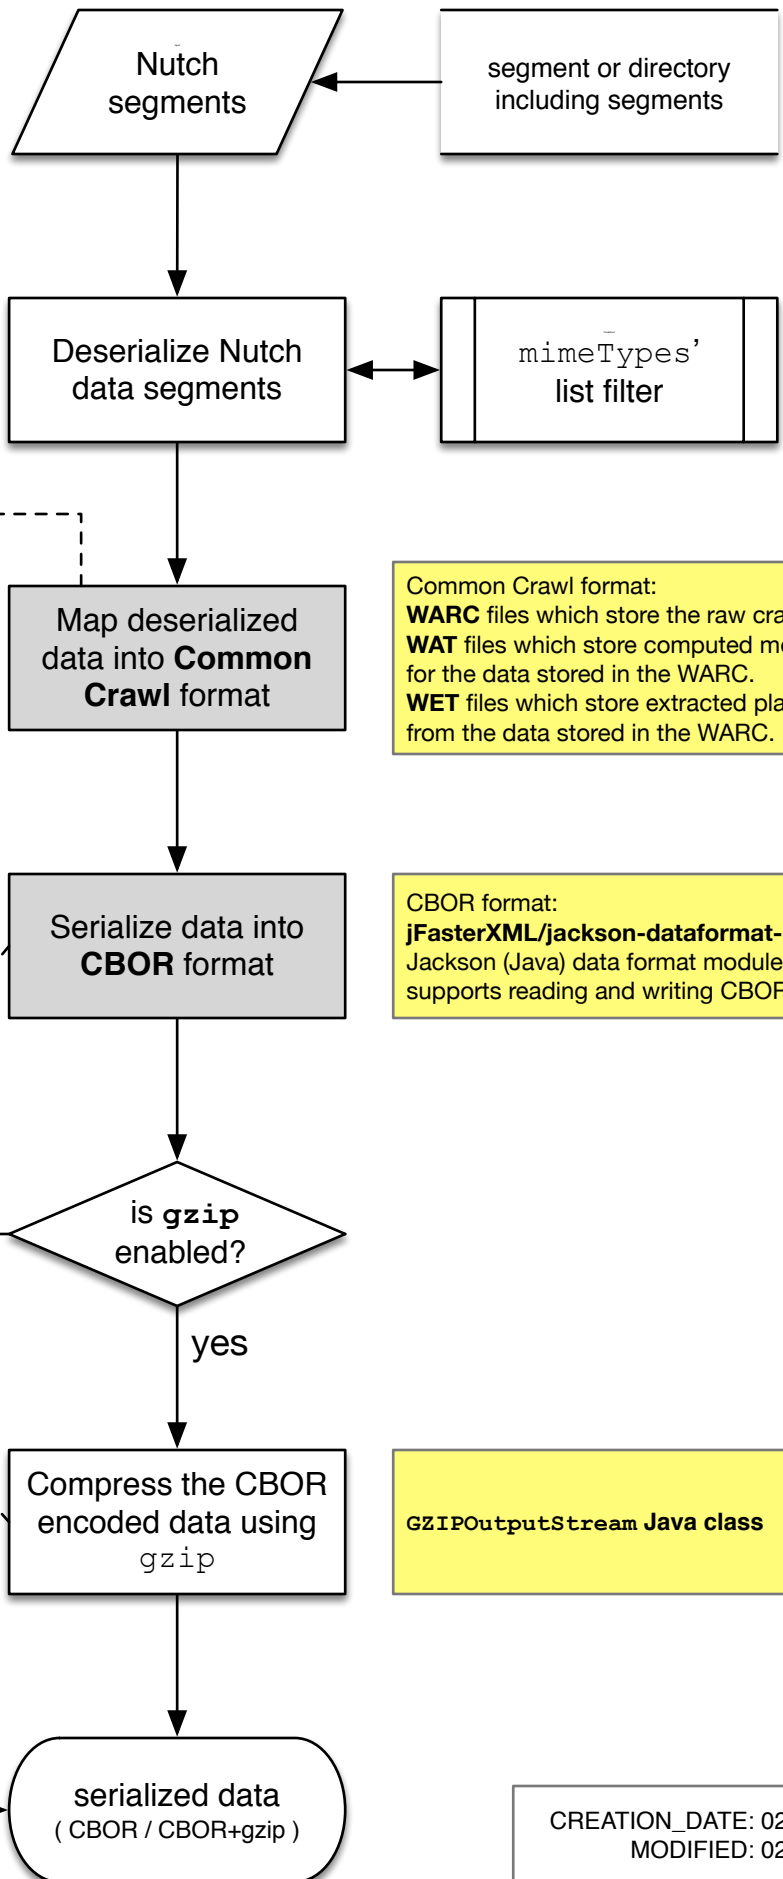 Nutch
segments
segment or directory
including segments
Deserialize Nutch
data segments
mimeTypes’
list filter
Map deserialized
data into Common
Crawl format
Common Crawl format:
WARC files which store the raw
WAT files which store computed
for the data stored in the WARC.
WET files which store extracted
from the data stored in the WARC.
Serialize data into
CBOR format
CBOR format:
jFasterXML/jackson-dataformat-
Jackson (Java) data format module
supports reading and writing CBOR
is gzip
enabled?
yes
Compress the CBOR
encoded data using
gzip
GZIPOutputStream Java class
serialized data
( CBOR / CBOR+gzip )
CREATION_DATE: 02
MODIFIED: 02